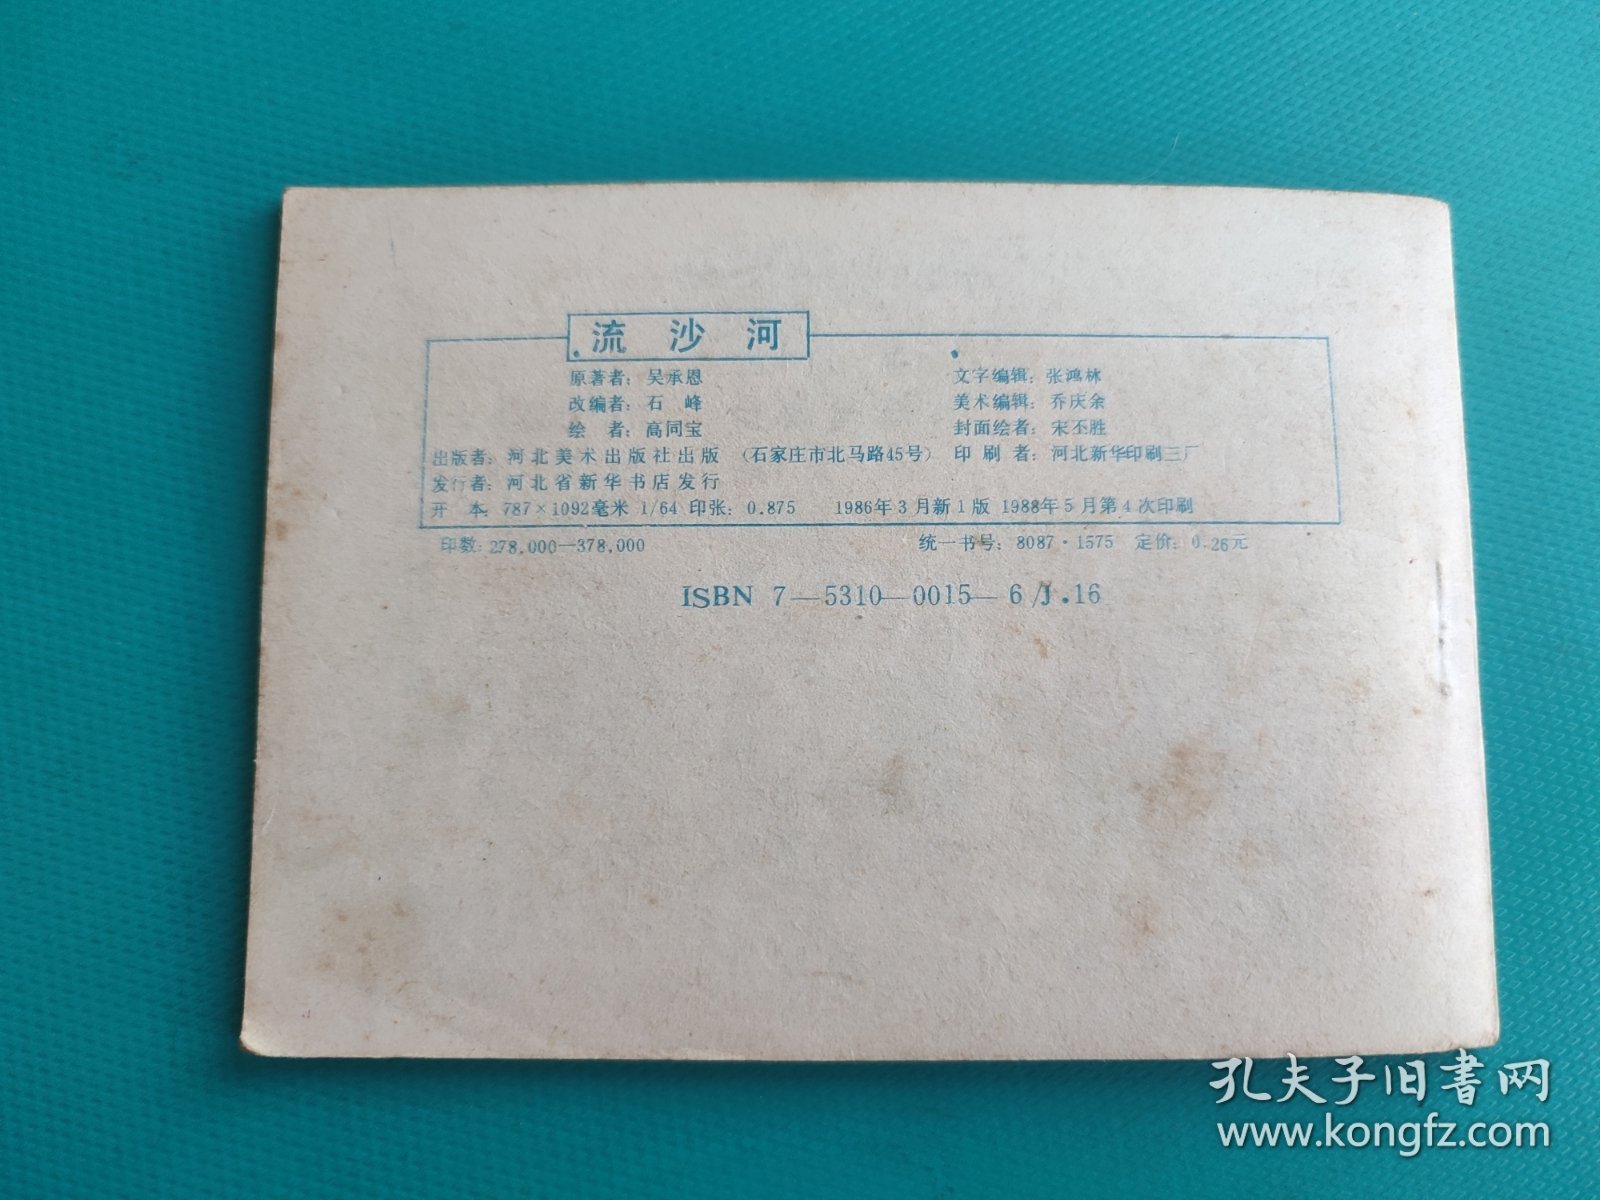 流沙河
原著者：吴承恩 文字编辑：张鸿林
改编者：石 峰 美术编辑：乔庆余
绘 者：高同宝 封面绘者：宋丕胜
出版者：河北美术出版社出版 （石家庄市北马路45号） 印刷者：河北新华印刷三厂
发行者：河北省新华书店发行
开 本：787×1092毫米 1/64 印张：0.875 1986年3月新1版 1988年5月第4次印刷
印数：278,000—378,000 统一书号：8087·1575 定价：0.26元
ISBN 7—5310—0015—6/J·16
孔夫子旧书网
www.kongfz.com